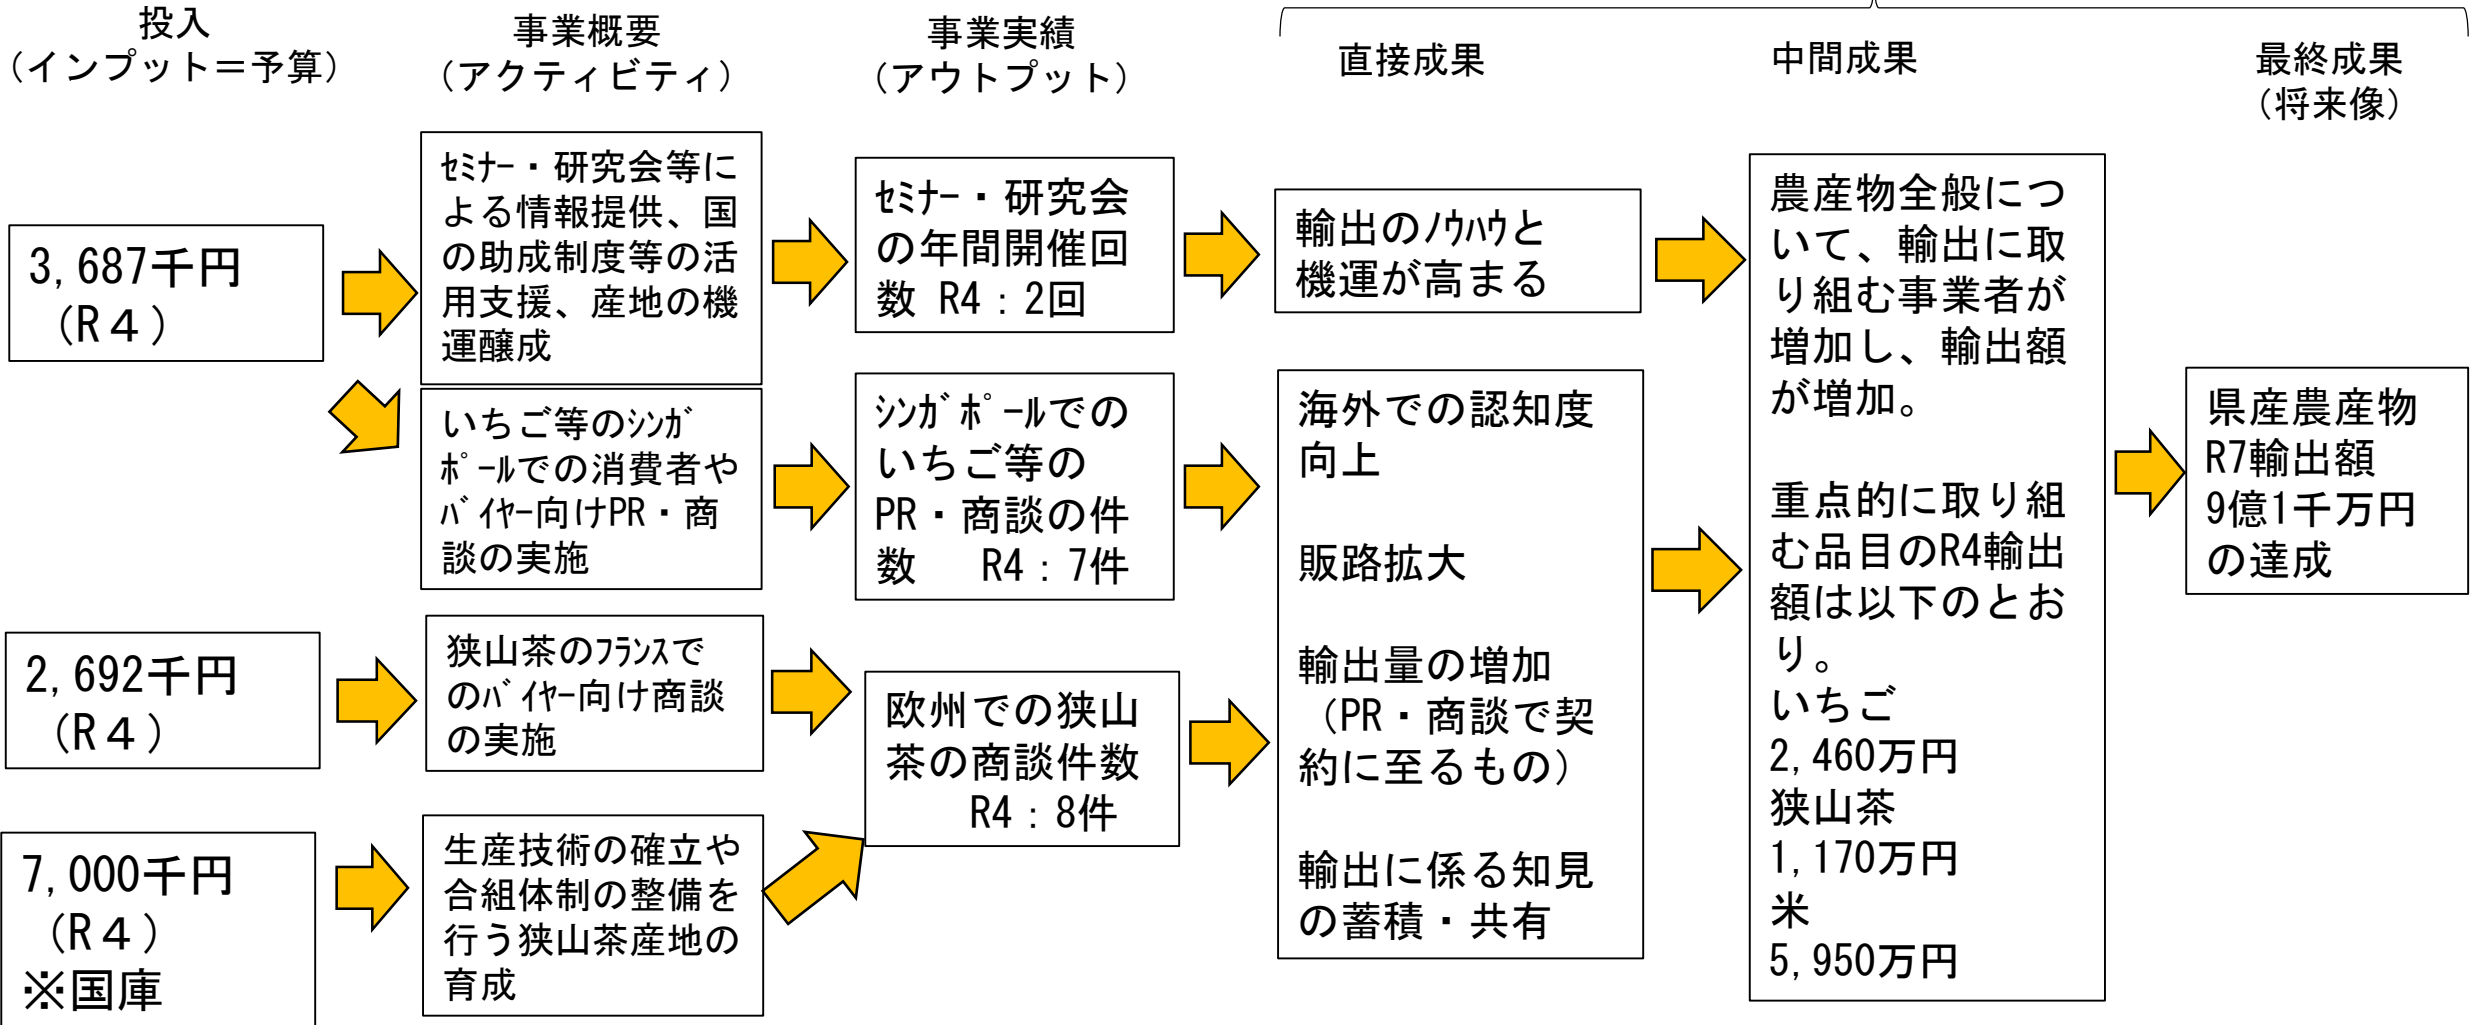 投入
（インプット＝予算）
事業概要
（アクティビティ）
事業実績
（アウトプット）
直接成果
中間成果
最終成果
（将来像）
3,687千円
（R４）
2,692千円
（R４）
7,000千円
（R４）
※国庫
ｾﾐﾅｰ・研究会等に
よる情報提供、国
の助成制度等の活
用支援、産地の機
運醸成
いちご等のｼﾝｶﾞ
ﾎﾟｰﾙでの消費者や
ﾊﾞｲﾔｰ向けPR・商
談の実施
狭山茶のﾌﾗﾝｽで
のﾊﾞｲﾔｰ向け商談
の実施
生産技術の確立や
合組体制の整備を
行う狭山茶産地の
育成
ｾﾐﾅｰ・研究会
の年間開催回
数 R4：2回
ｼﾝｶﾞﾎﾟｰﾙでの
いちご等の
PR・商談の件
数　R4：7件
欧州での狭山
茶の商談件数
R4：8件
輸出のﾉｳﾊｳと
機運が高まる
海外での認知度
向上
販路拡大
輸出量の増加
（PR・商談で契
約に至るもの）
輸出に係る知見
の蓄積・共有
農産物全般につ
いて、輸出に取
り組む事業者が
増加し、輸出額
が増加。
重点的に取り組
む品目のR4輸出
額は以下のとお
り。
いちご
2,460万円
狭山茶
1,170万円
米
5,950万円
県産農産物
R7輸出額
9億1千万円
の達成